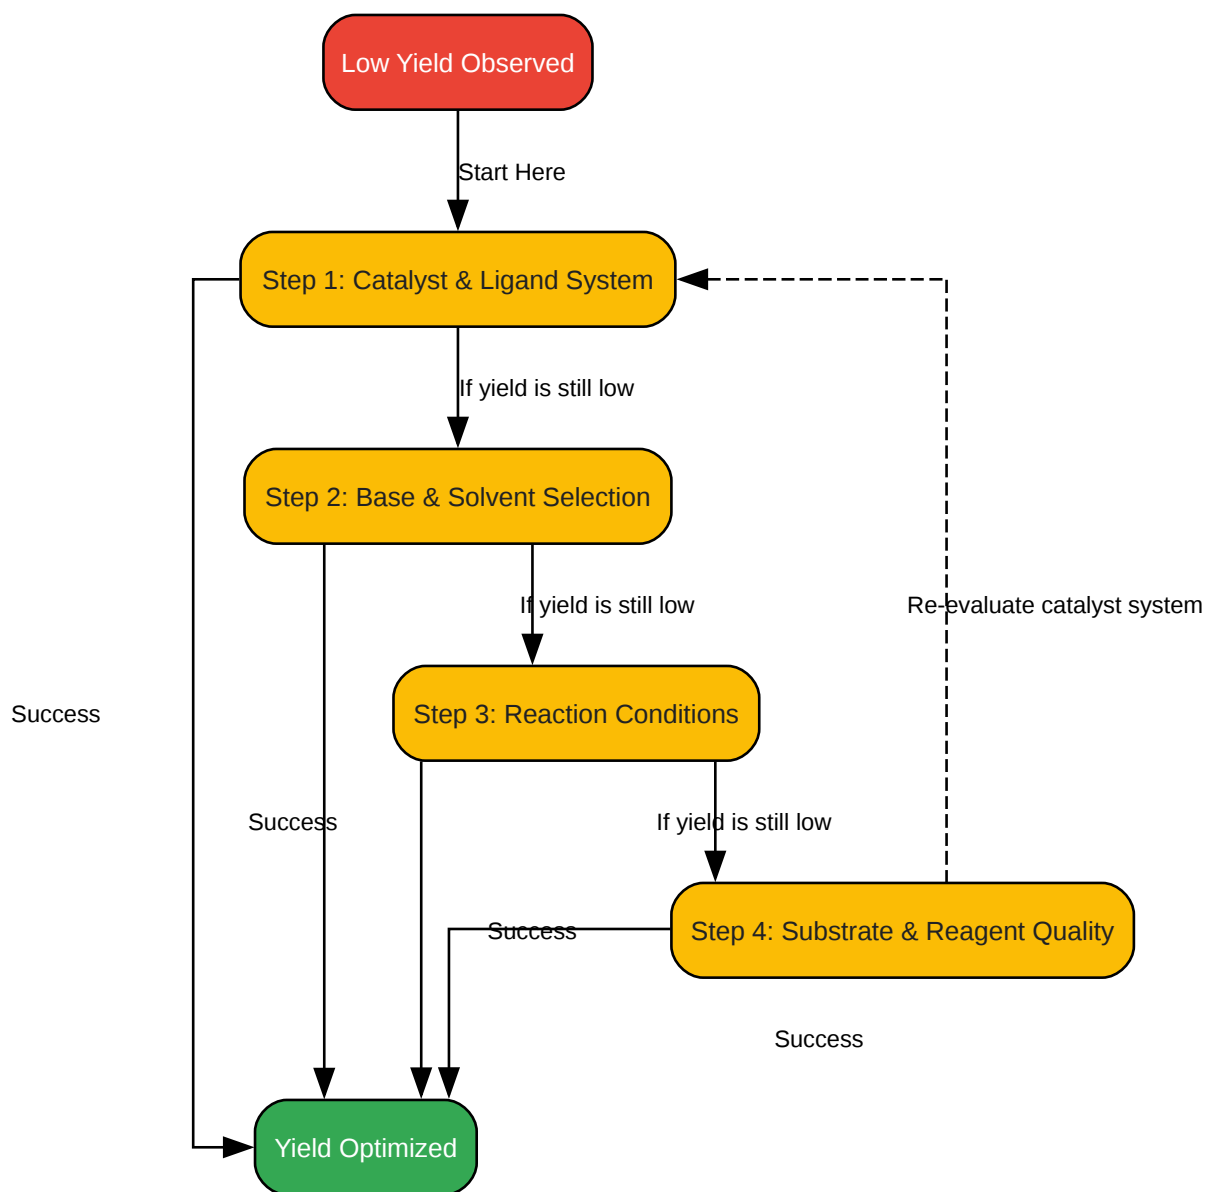 Low Yield Observed
Start Here
Step 1: Catalyst & Ligand System
If yield is still low
Step 2: Base & Solvent Selection
If yield is still low
Re-evaluate catalyst system
Success
Step 3: Reaction Conditions
Success
If yield is still low
Success
Step 4: Substrate & Reagent Quality
Success
Yield Optimized